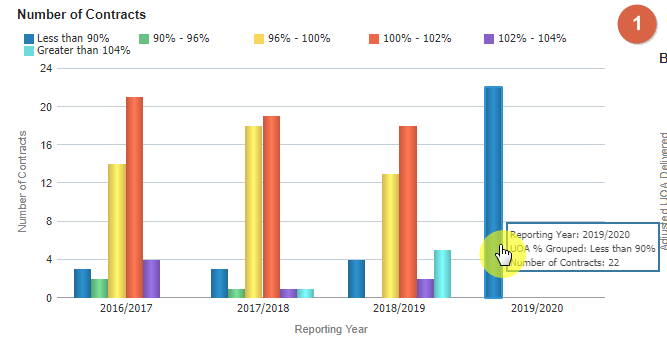 Number of Contracts
1
Less than 90% 90% - 96% 96% - 100% 100% - 102% 102% - 104%
Greater than 104%
B
24
20
16
12
8
4
0
Number of Contracts
Adjusted UOA Delivered
Reporting Year: 2019/2020
UOA % Grouped: Less than 90%
Number of Contracts: 22
2016/2017 2017/2018 2018/2019 2019/2020
Reporting Year